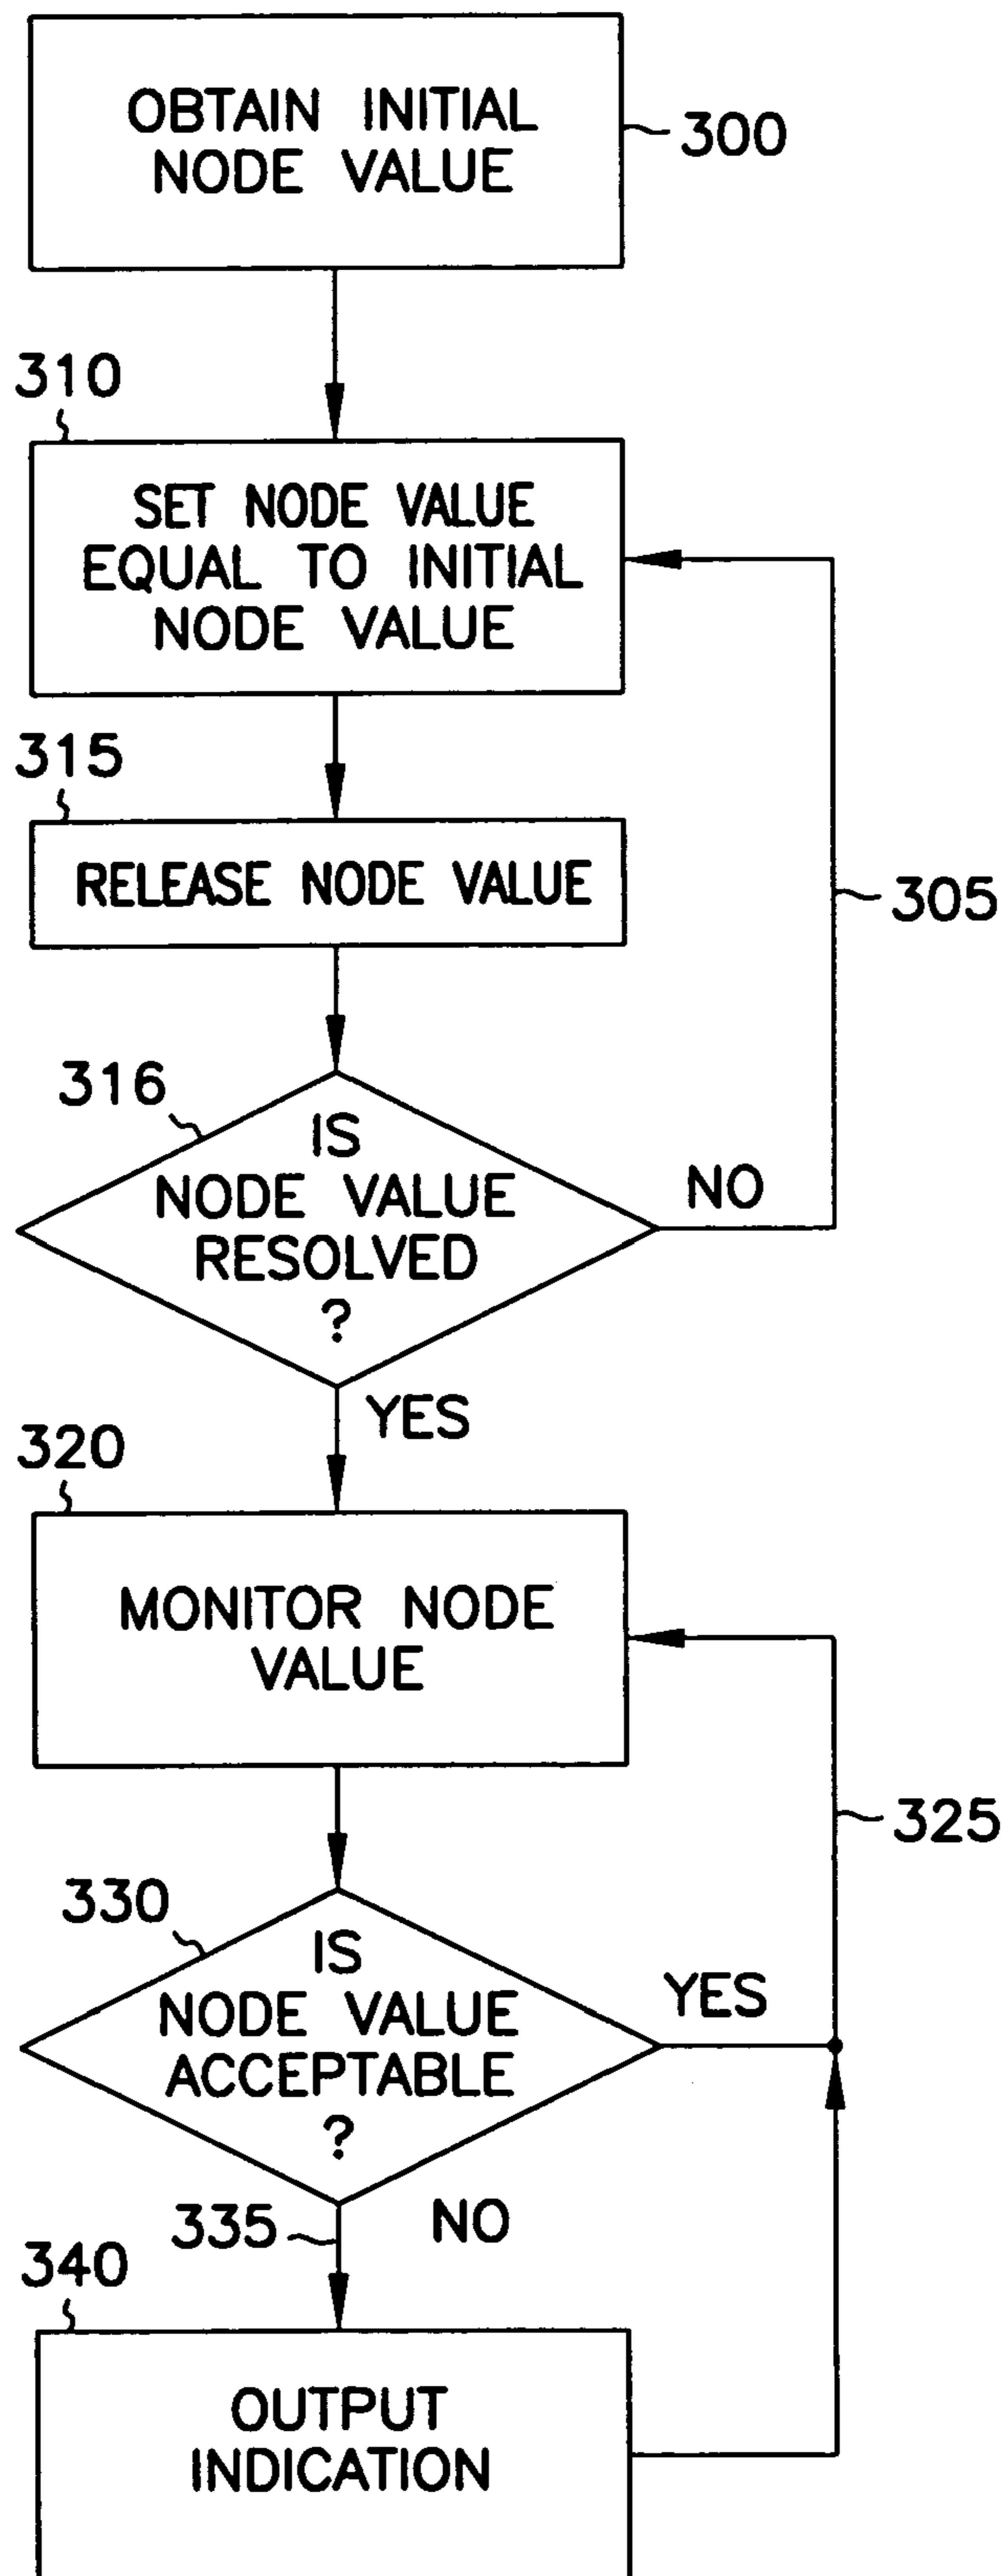 OBTAIN INITIAL
NODE VALUE
300
310
SET NODE VALUE
EQUAL TO INITIAL
NODE VALUE
315
RELEASE NODE VALUE
305
316
IS
NODE VALUE
RESOLVED
?
NO
YES
320
MONITOR NODE
VALUE
325
330
IS
NODE VALUE
ACCEPTABLE
?
YES
335
NO
340
OUTPUT
INDICATION